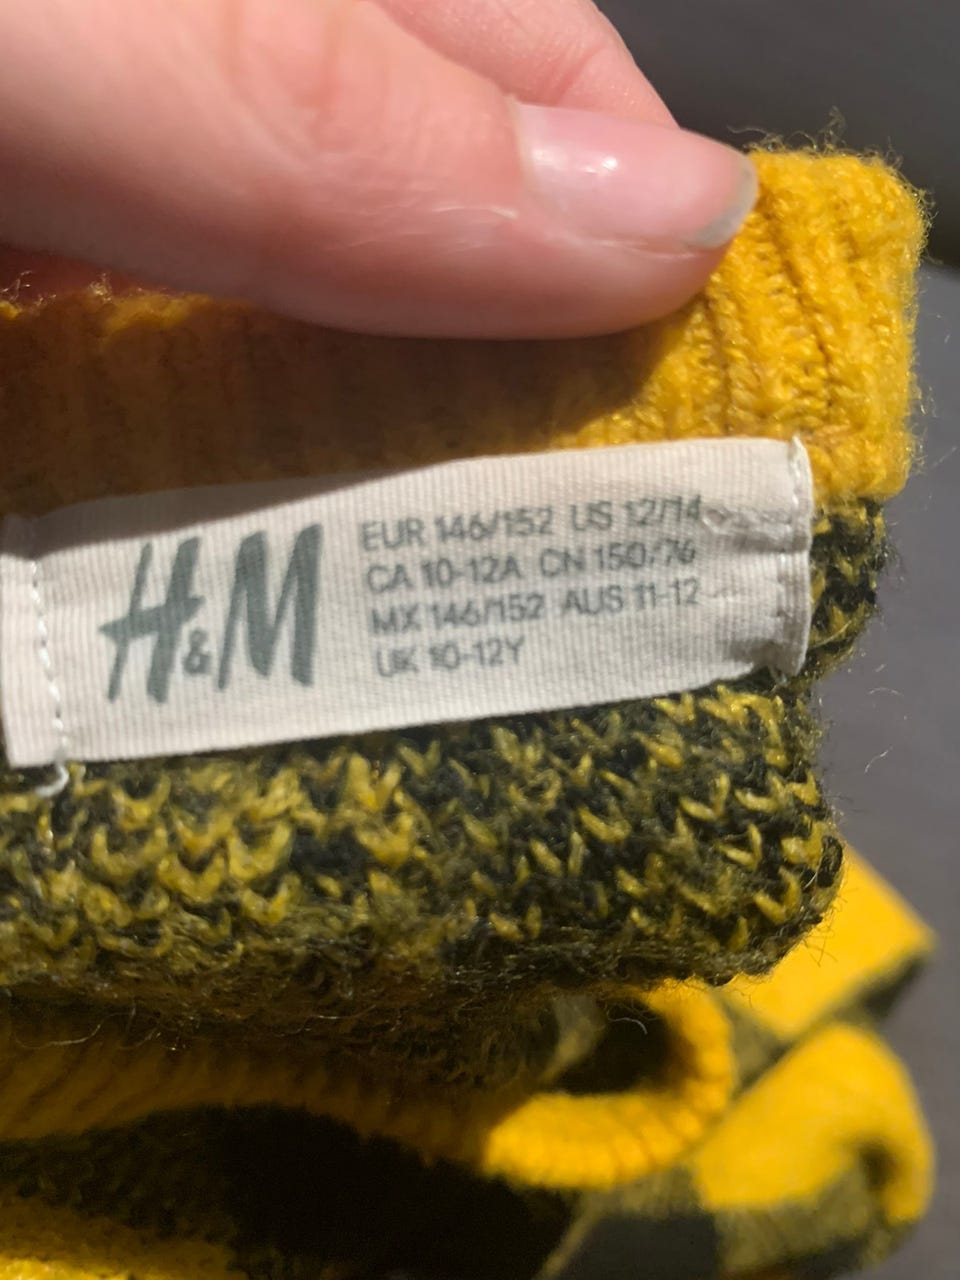 H&M
EUR 146/152 US 12/14
CA 10-12A CN 150/76
MX 146/152 AUS 11-12
UK 10-12Y